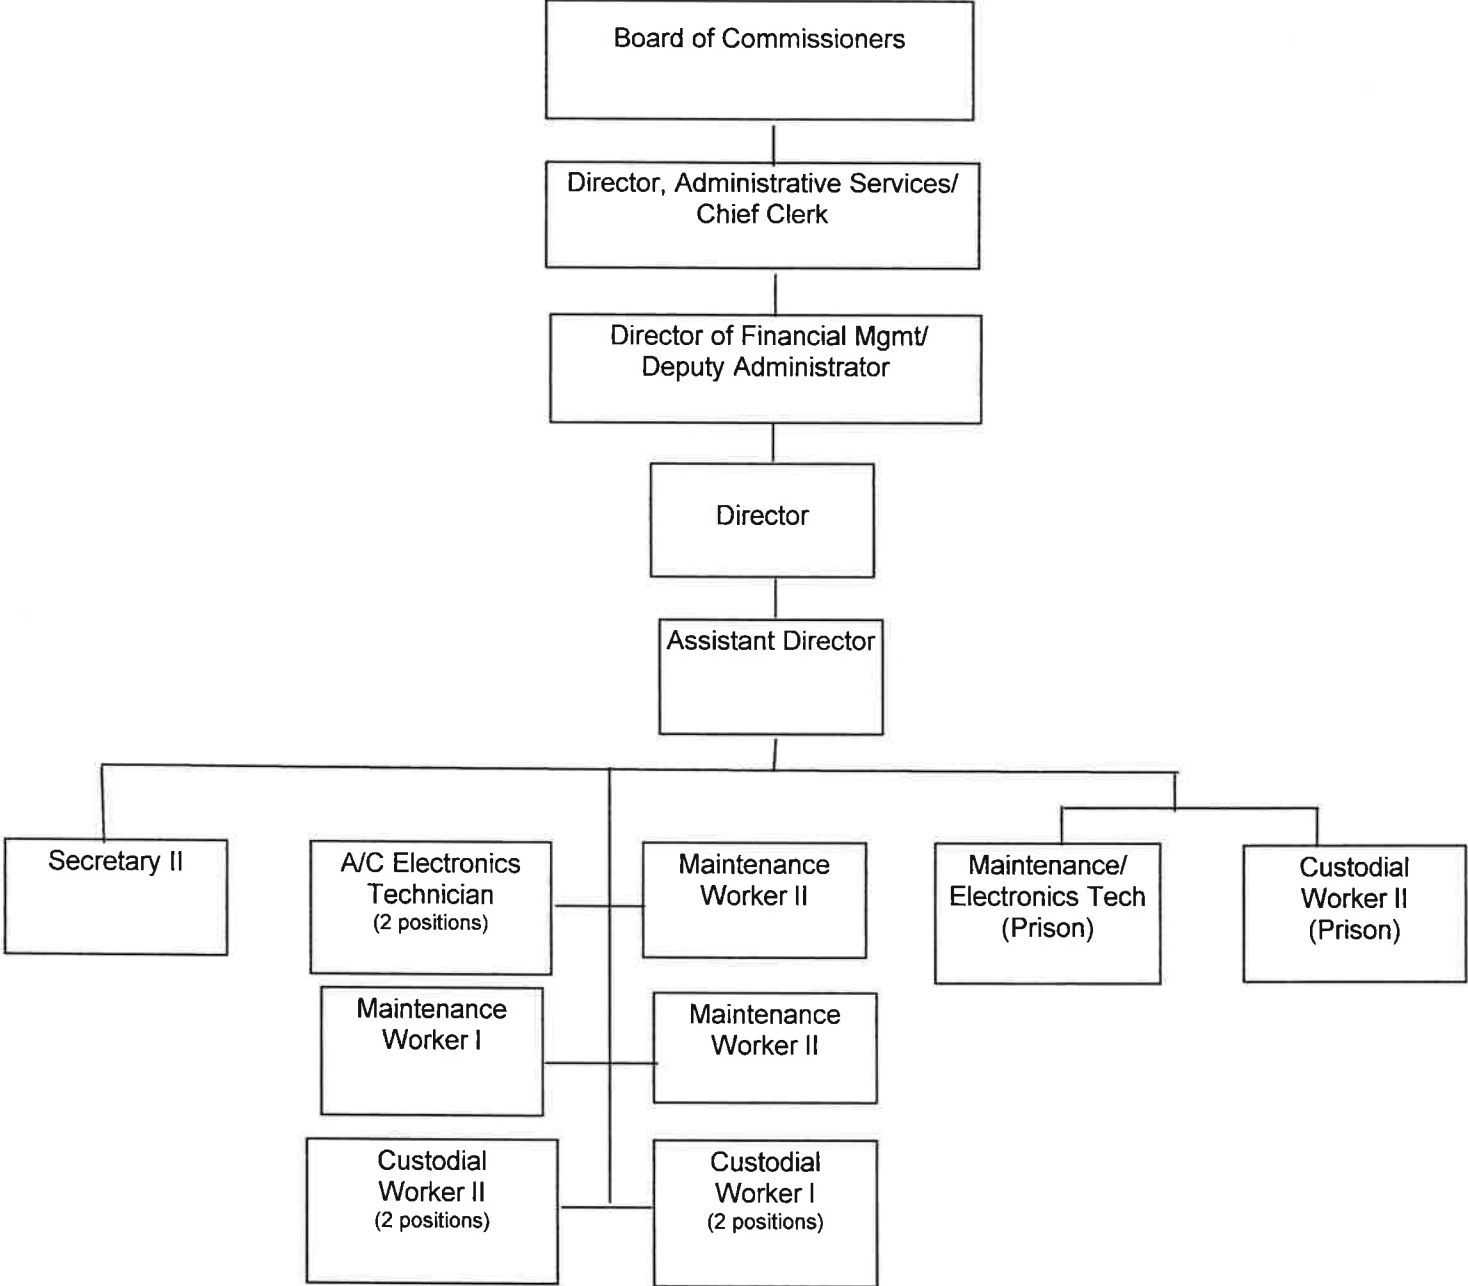 Board of Commissioners
Director, Administrative Services/
Chief Clerk
Director of Financial Mgmt/
Deputy Administrator
Director
Assistant Director
Secretary II
A/C Electronics
Technician
(2 positions)
Maintenance
Worker II
Maintenance/
Electronics Tech
(Prison)
Custodial
Worker II
(Prison)
Maintenance
Worker I
Maintenance
Worker II
Custodial
Worker II
(2 positions)
Custodial
Worker I
(2 positions)